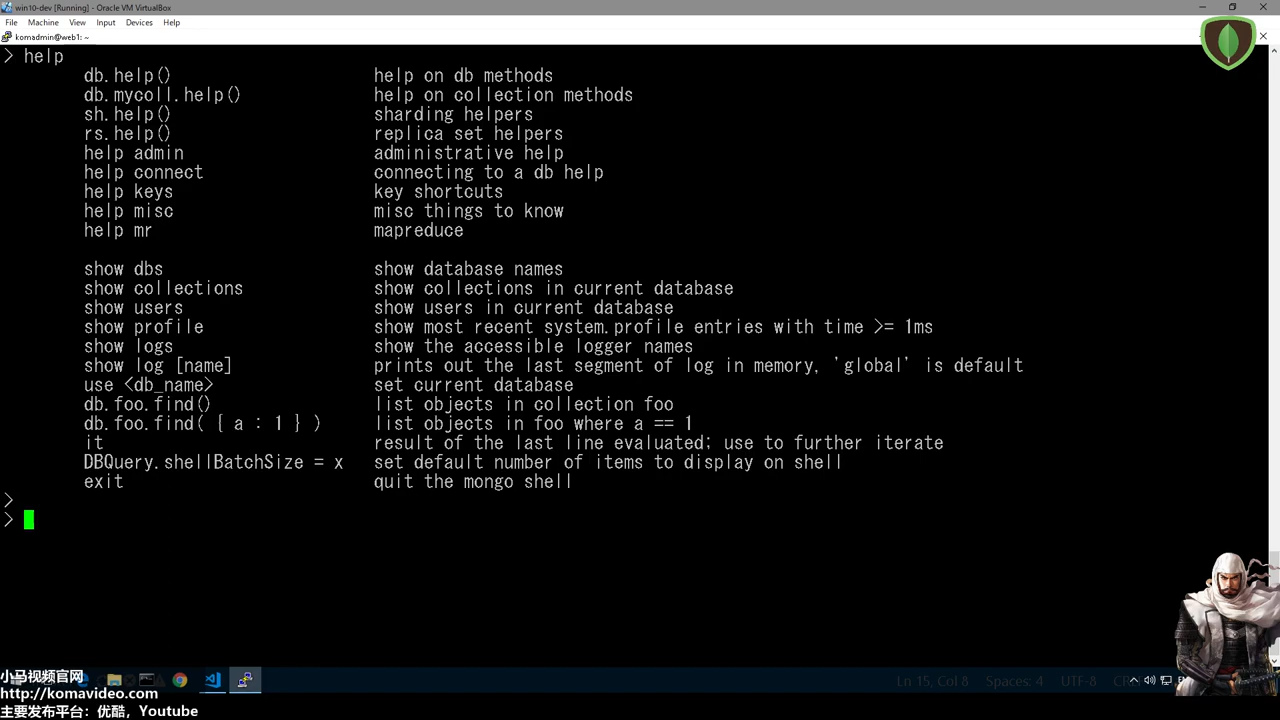 win10-dev [Running] - Oracle VM VirtualBox
File Machine View Input Devices Help
komadmin@web1: ~
> help
db.help() help on db methods
db.mycoll.help() help on collection methods
sh.help() sharding helpers
rs.help() replica set helpers
help admin administrative help
help connect connecting to a db help
help keys key shortcuts
help misc misc things to know
help mr mapreduce
show dbs show database names
show collections show collections in current database
show users show users in current database
show profile show most recent system.profile entries with time >= 1ms
show logs show the accessible logger names
show log [name] prints out the last segment of log in memory, 'global' is default
use <db_name> set current database
db.foo.find() list objects in collection foo
db.foo.find( { a : 1 } ) list objects in foo where a == 1
it result of the last line evaluated; use to further iterate
DBQuery.shellBatchSize = x set default number of items to display on shell
exit quit the mongo shell
>
>
小马视频官网
http://komavideo.com
主要发布平台：优酷，Youtube
Ln 15, Col 8 Spaces: 4 UTF-8